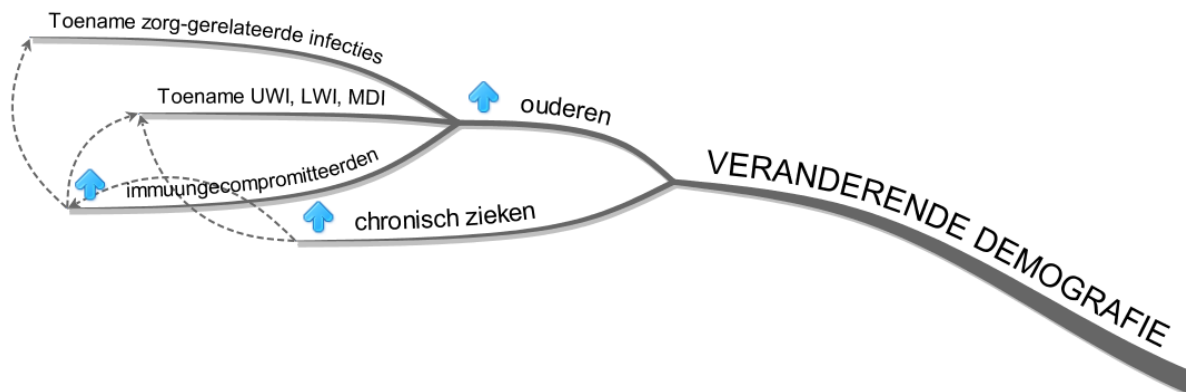 Toename zorg-gerelateerde infecties
Toename UWI, LWI, MDI
ouderen
immuungecompromitteerden
chronisch zieken
VERANDERENDE DEMOGRAFIE